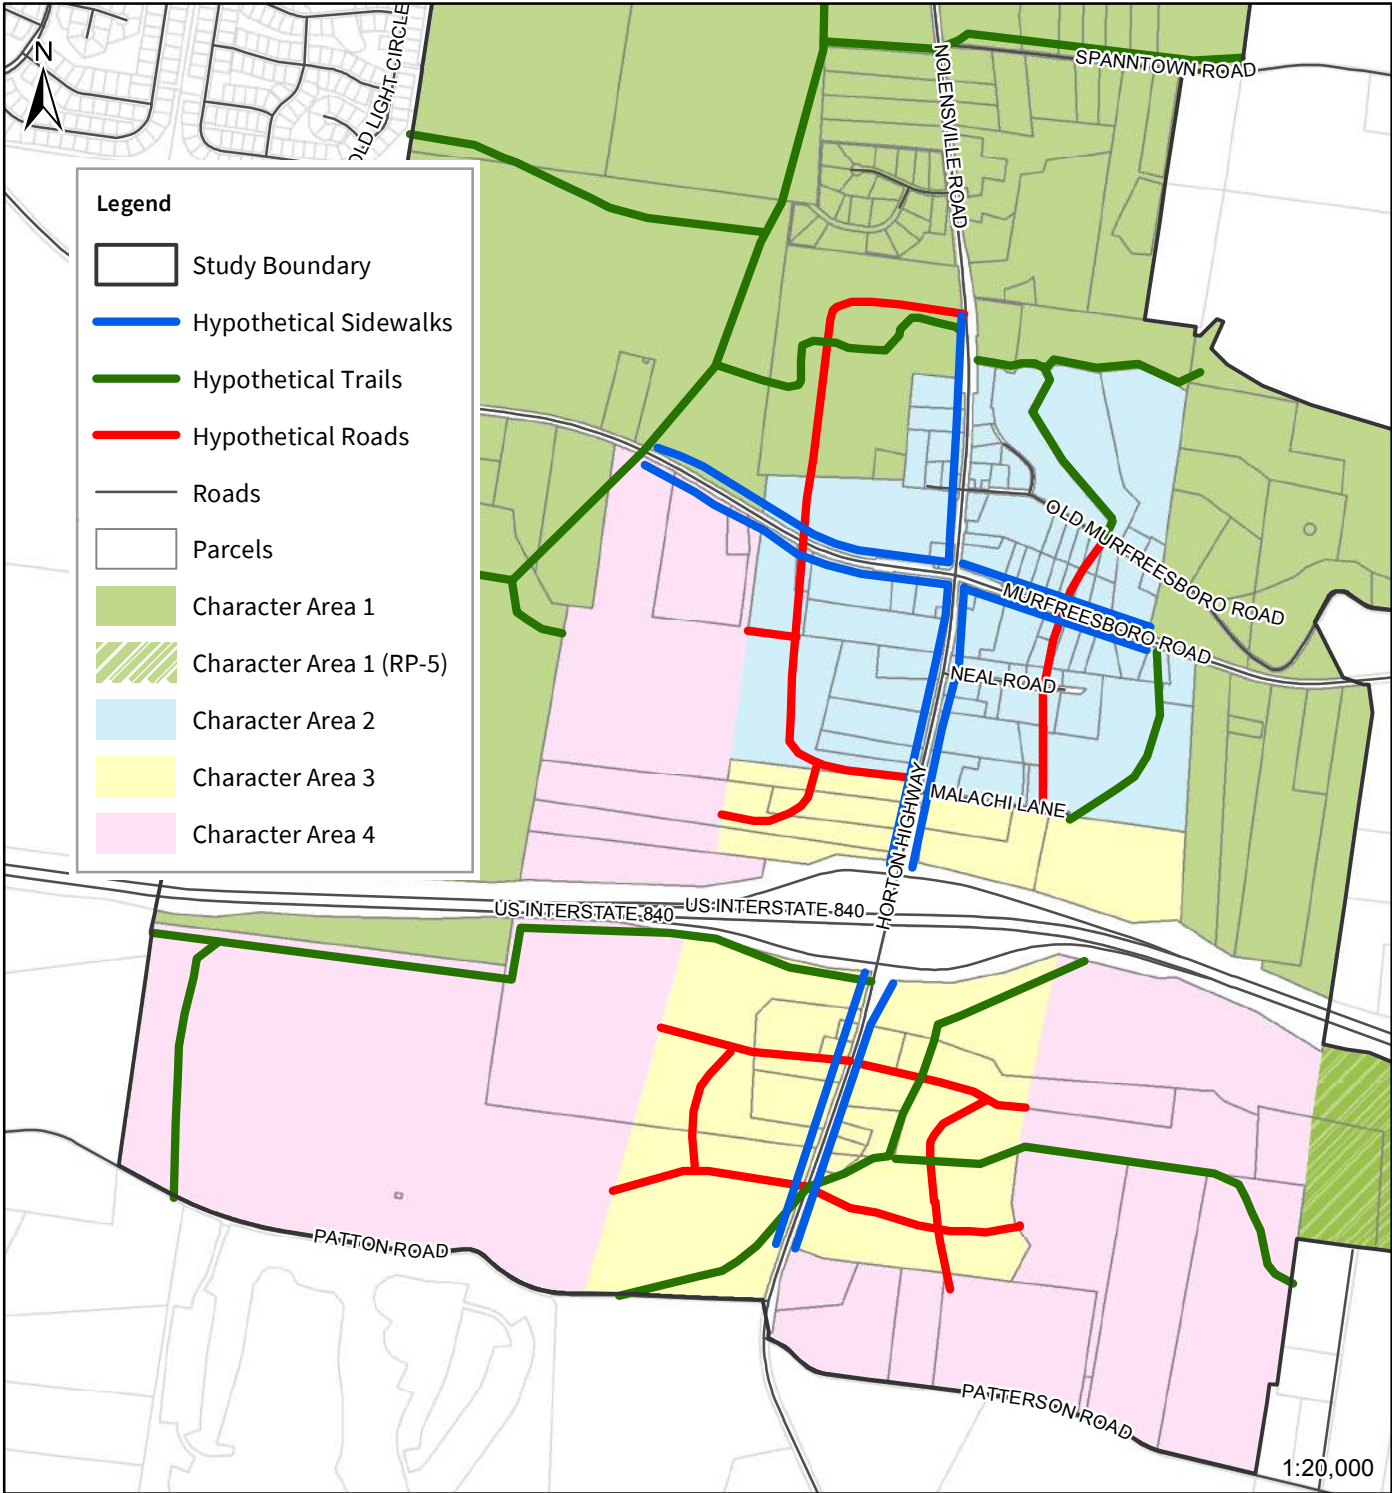 N
OLD LIGHT CIRCLE
NOLENSVILLE ROAD
SPANNTOWN ROAD
Legend
Study Boundary
Hypothetical Sidewalks
Hypothetical Trails
Hypothetical Roads
Roads
Parcels
Character Area 1
Character Area 1 (RP-5)
Character Area 2
Character Area 3
Character Area 4
OLD MURFREESBORO ROAD
MURFREESBORO ROAD
NEAL ROAD
MALACHI LANE
HORTON HIGHWAY
US INTERSTATE 840
US INTERSTATE 840
PATTON ROAD
PATTERSON ROAD
1:20,000